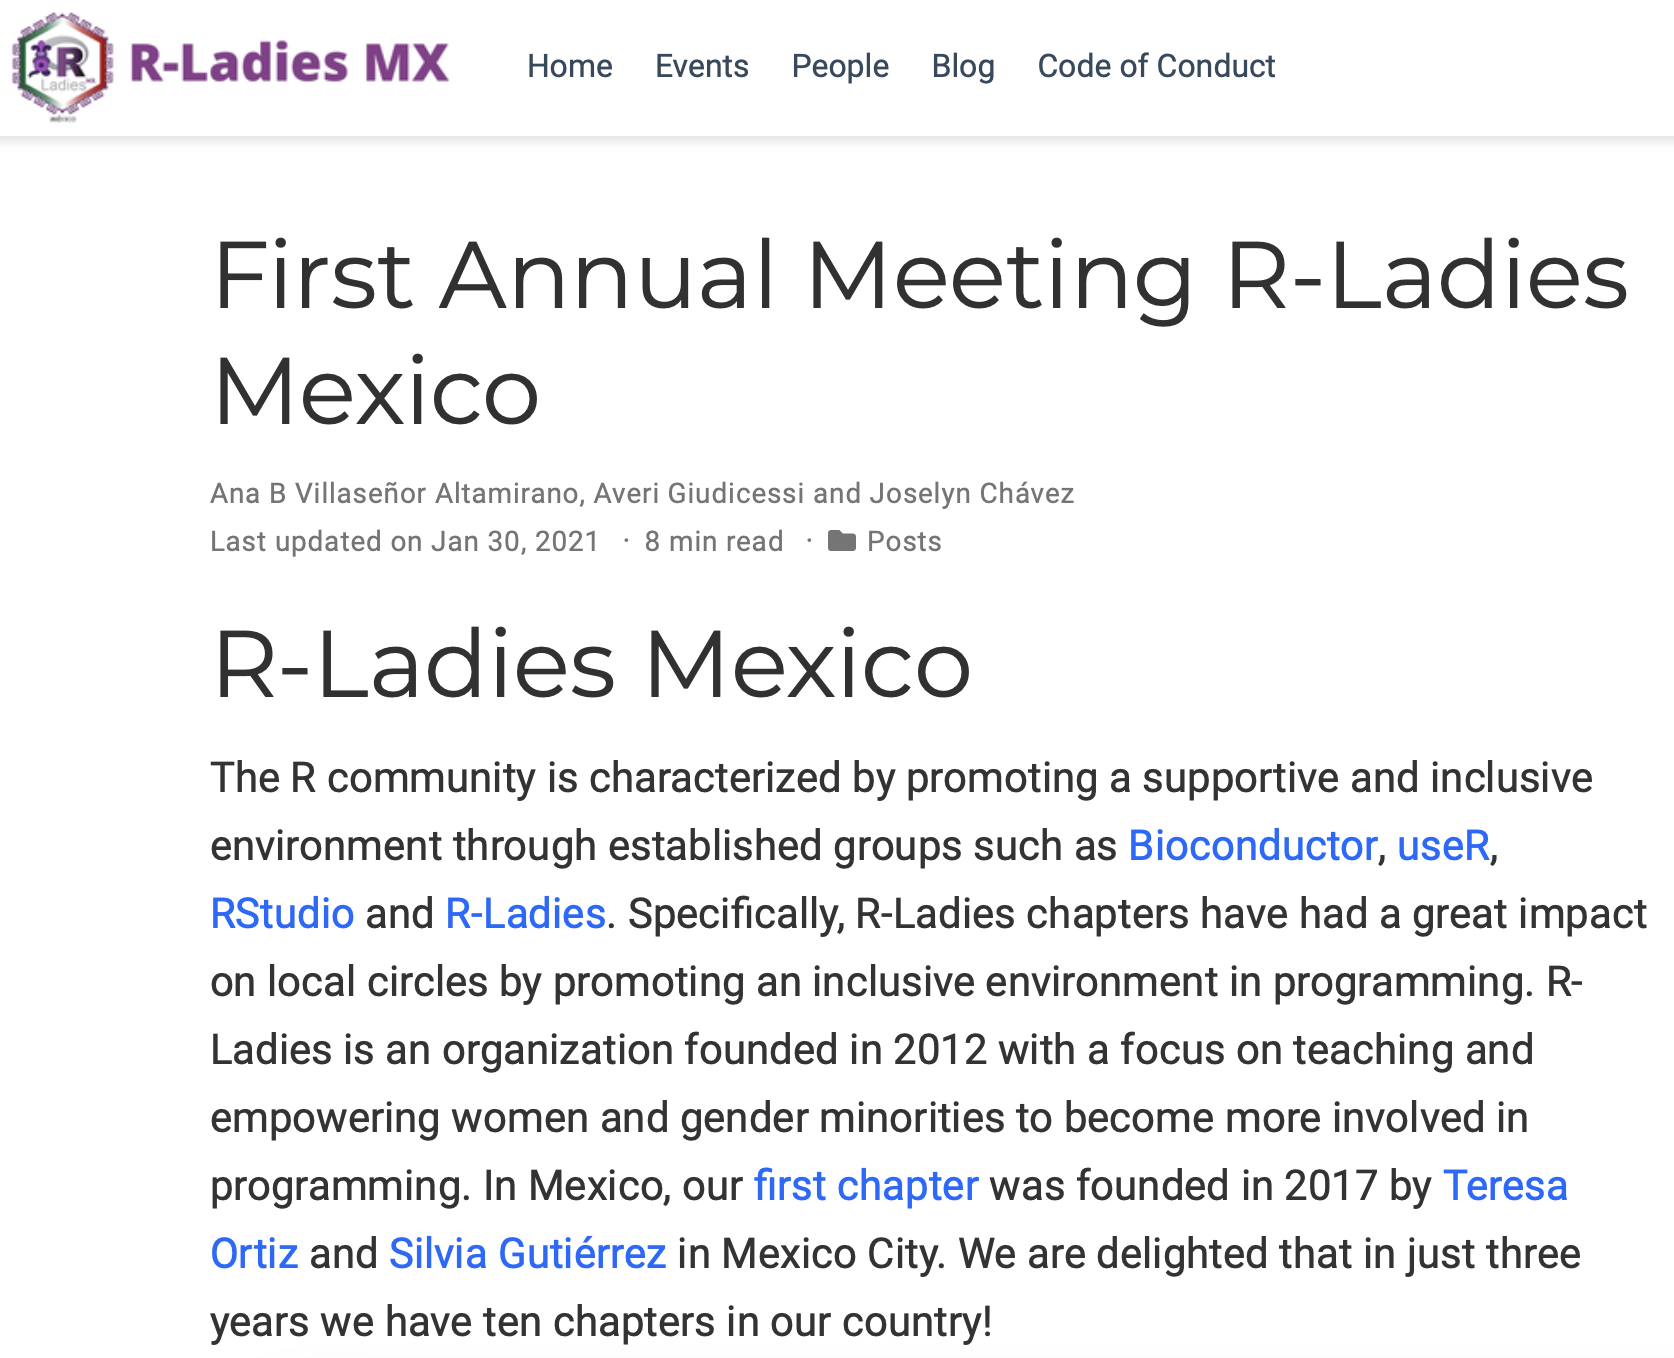 R Ladies MX
méxico
R-Ladies MX
Home Events People Blog Code of Conduct
First Annual Meeting R-Ladies
Mexico
Ana B Villaseñor Altamirano, Averi Giudicessi and Joselyn Chávez
Last updated on Jan 30, 2021 · 8 min read · Posts
R-Ladies Mexico
The R community is characterized by promoting a supportive and inclusive
environment through established groups such as Bioconductor, useR,
RStudio and R-Ladies. Specifically, R-Ladies chapters have had a great impact
on local circles by promoting an inclusive environment in programming. R-
Ladies is an organization founded in 2012 with a focus on teaching and
empowering women and gender minorities to become more involved in
programming. In Mexico, our first chapter was founded in 2017 by Teresa
Ortiz and Silvia Gutiérrez in Mexico City. We are delighted that in just three
years we have ten chapters in our country!